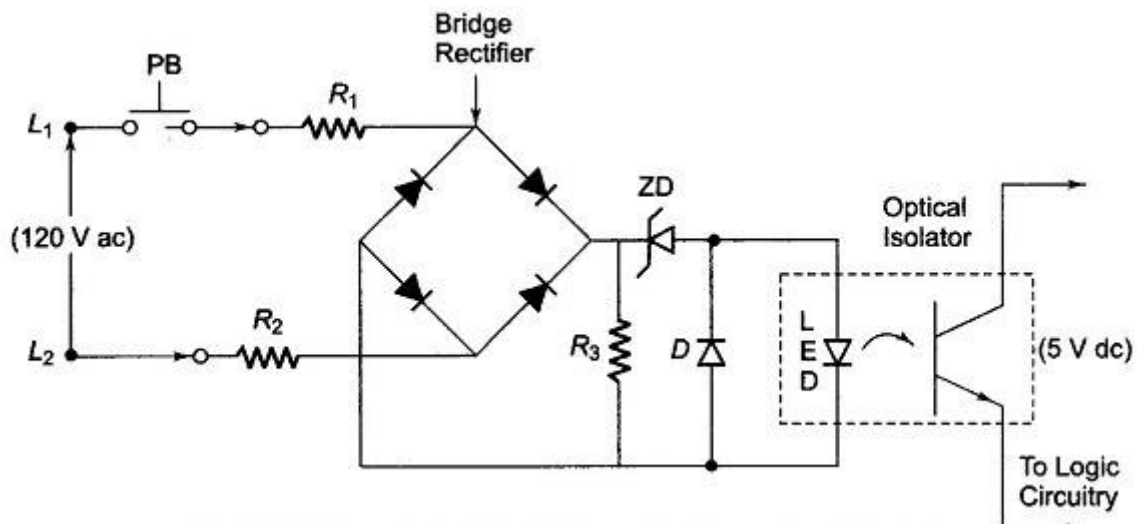 Bridge
Rectifier
PB
R1
L1
ZD
(120 V ac)
Optical
Isolator
R2
L2
R3
D
L
E
D
(5 V dc)
To Logic
Circuitry